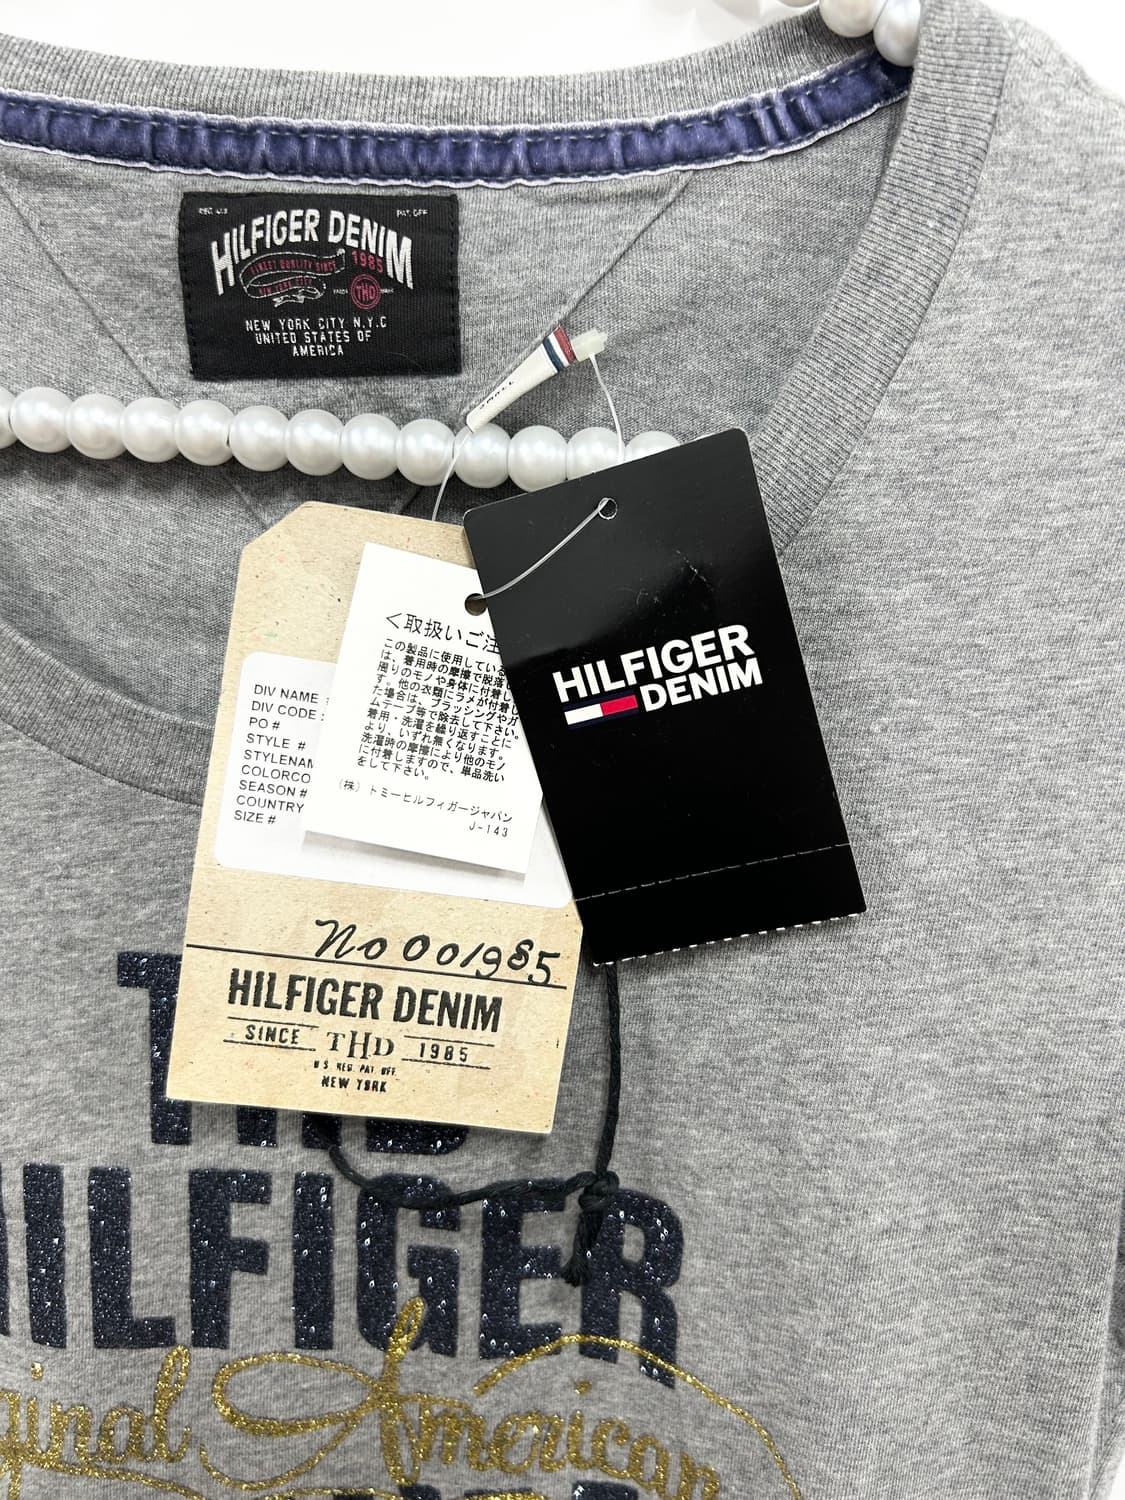 REG. U.S
PAT. OFF
HILFIGER DENIM
FINEST QUALITY SINCE
1985
NEW YORK CITY
TRADE
THD
MARK
NEW YORK CITY N.Y.C
UNITED STATES OF
AMERICA
SMALL
HILFIGER
DENIM
<取扱いご注
この製品に使用している
は、着用時の摩擦で脱落し
周りのモノや身体に付着し
す。他の衣類にラメが付着し
た場合は、ブラッシングやガ
ムテープ等で除去して下さい。
着用・洗濯を繰り返すことに
より、いずれ無くなります。
洗濯時の摩擦により他のモノ
に付着しますので、単品洗い
をして下さい。
(株)トミーヒルフィガージャパン
J-143
DIV NAME
DIV CODE :
PO #
STYLE #
STYLENAM
COLORCO
SEASON #
COUNTRY
SIZE #
No 001985
HILFIGER DENIM
SINCE THD 1985
U.S. REG. PAT. OFF.
NEW YORK
THD
HILFIGER
ginal American